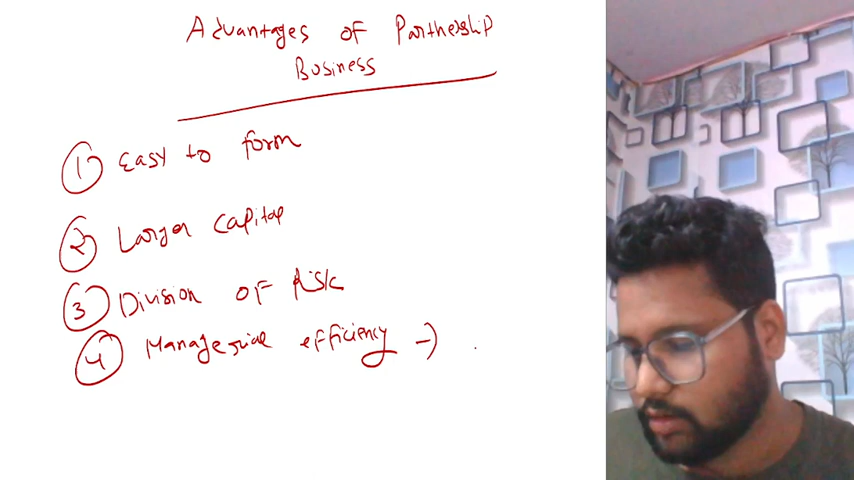 Advantages of Partnership
Business
1 Easy to form
2 Larger capital
3 Division of Risk
4 Managerial efficiency →